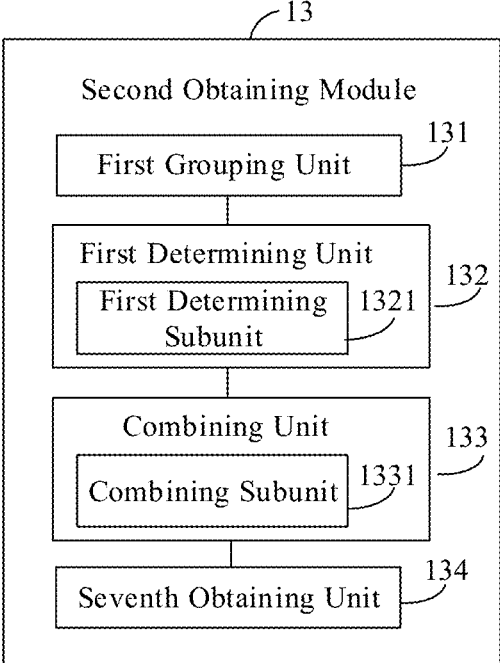 13
Second Obtaining Module
131
First Grouping Unit
First Determining Unit
132
First Determining
1321
Subunit
Combining Unit
133
Combining Subunit
1331
134
Seventh Obtaining Unit